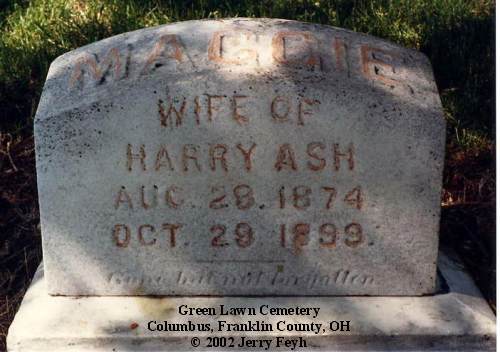 MAGGIE
WIFE OF
HARRY ASH
AUG. 28. 1874
OCT. 29 1899.
Gone but not forgotten
Green Lawn Cemetery
Columbus, Franklin County, OH
© 2002 Jerry Feyh